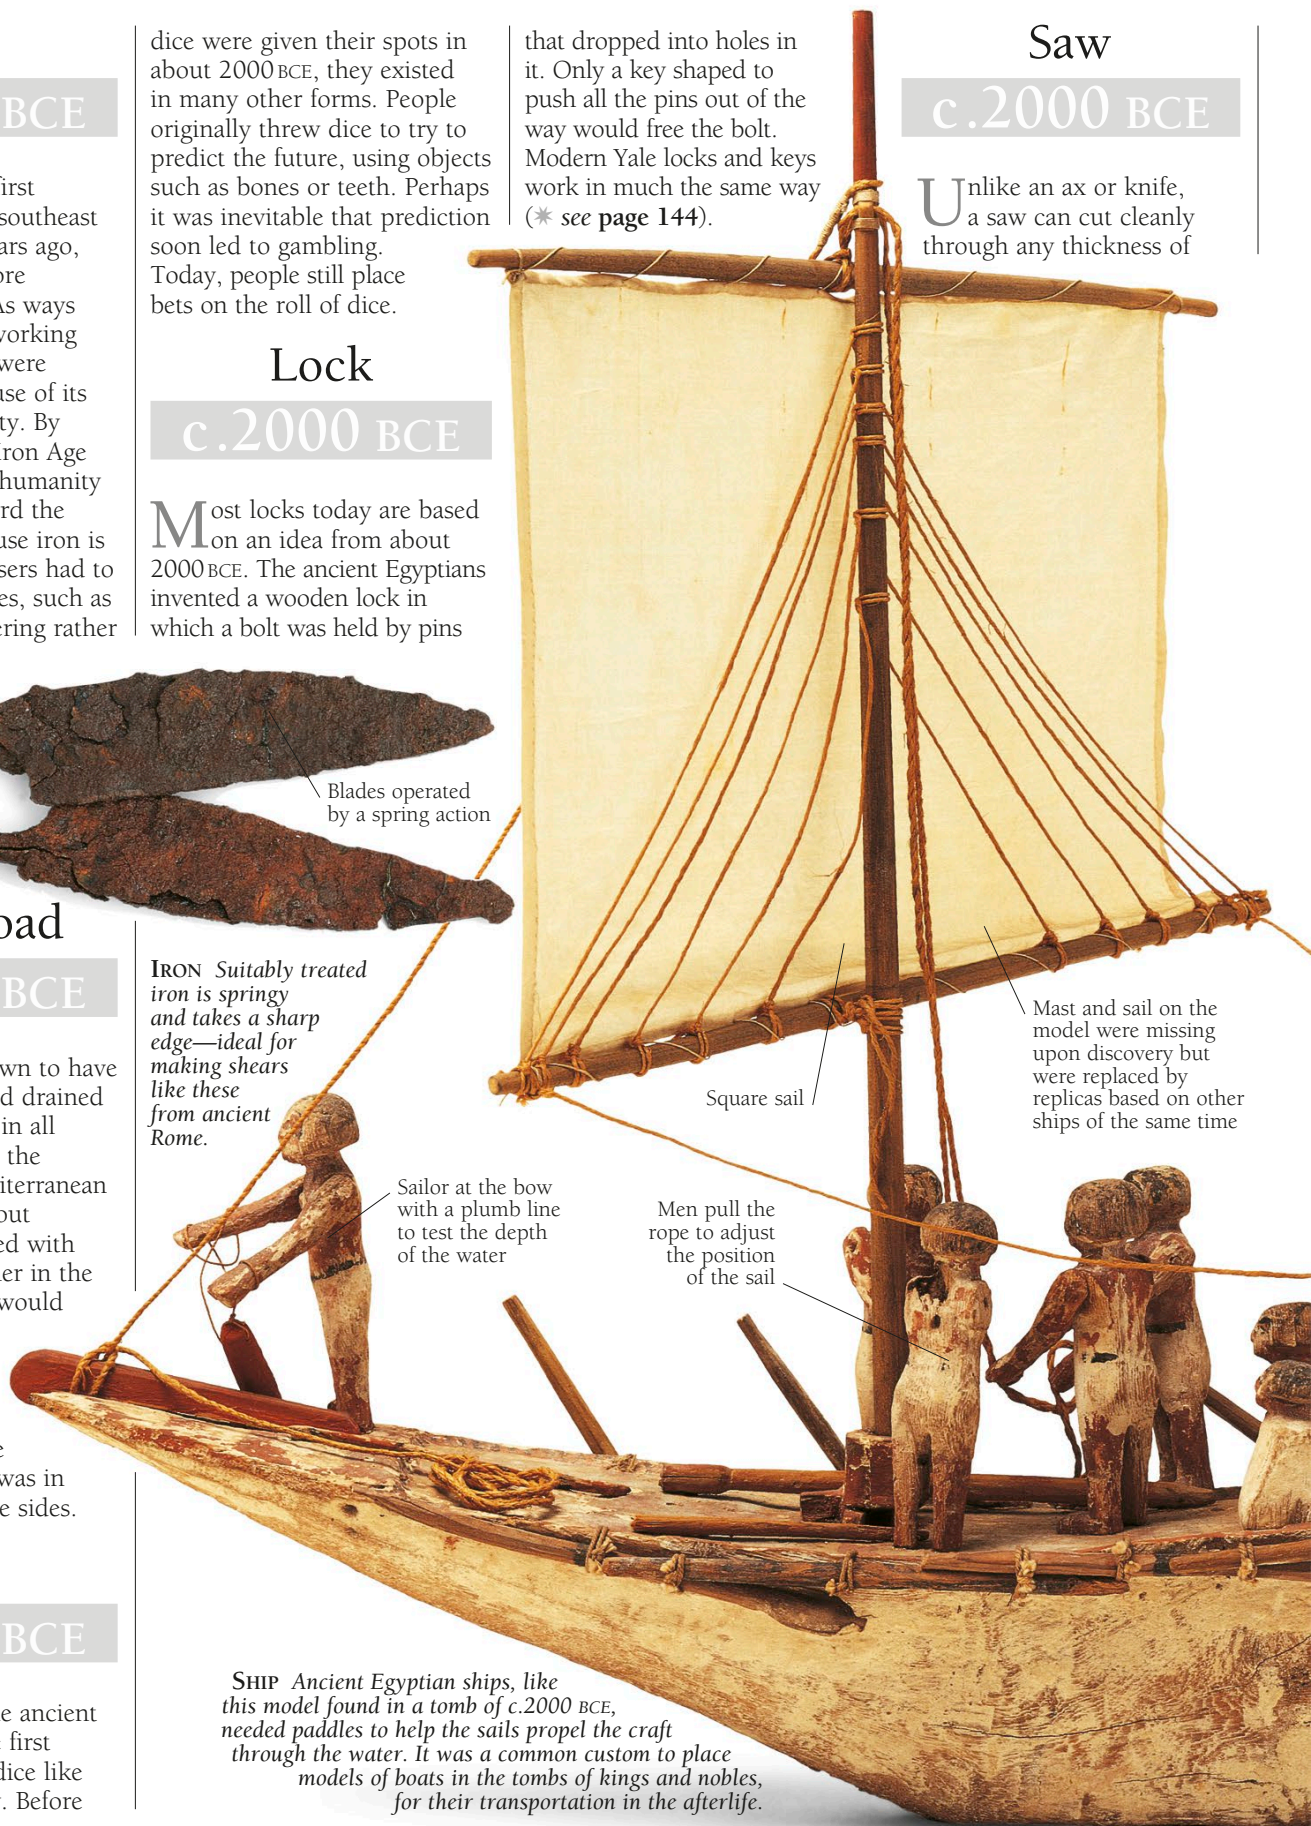 BCE
first
southeast
ars ago,
ore
As ways
working
were
use of its
ty. By
Iron Age
humanity
rd the
use iron is
sers had to
es, such as
ering rather
oad
BCE
wn to have
d drained
in all
the
iterranean
out
ed with
er in the
would
e
was in
e sides.
BCE
e ancient
first
dice like
. Before
dice were given their spots in
about 2000 BCE, they existed
in many other forms. People
originally threw dice to try to
predict the future, using objects
such as bones or teeth. Perhaps
it was inevitable that prediction
soon led to gambling.
Today, people still place
bets on the roll of dice.
Lock
c.2000 BCE
Most locks today are based
on an idea from about
2000 BCE. The ancient Egyptians
invented a wooden lock in
which a bolt was held by pins
that dropped into holes in
it. Only a key shaped to
push all the pins out of the
way would free the bolt.
Modern Yale locks and keys
work in much the same way
(✷ see page 144).
Saw
c.2000 BCE
Unlike an ax or knife,
a saw can cut cleanly
through any thickness of
Blades operated
by a spring action
IRON Suitably treated
iron is springy
and takes a sharp
edge—ideal for
making shears
like these
from ancient
Rome.
Square sail
Mast and sail on the
model were missing
upon discovery but
were replaced by
replicas based on other
ships of the same time
Sailor at the bow
with a plumb line
to test the depth
of the water
Men pull the
rope to adjust
the position
of the sail
SHIP Ancient Egyptian ships, like
this model found in a tomb of c.2000 BCE,
needed paddles to help the sails propel the craft
through the water. It was a common custom to place
models of boats in the tombs of kings and nobles,
for their transportation in the afterlife.